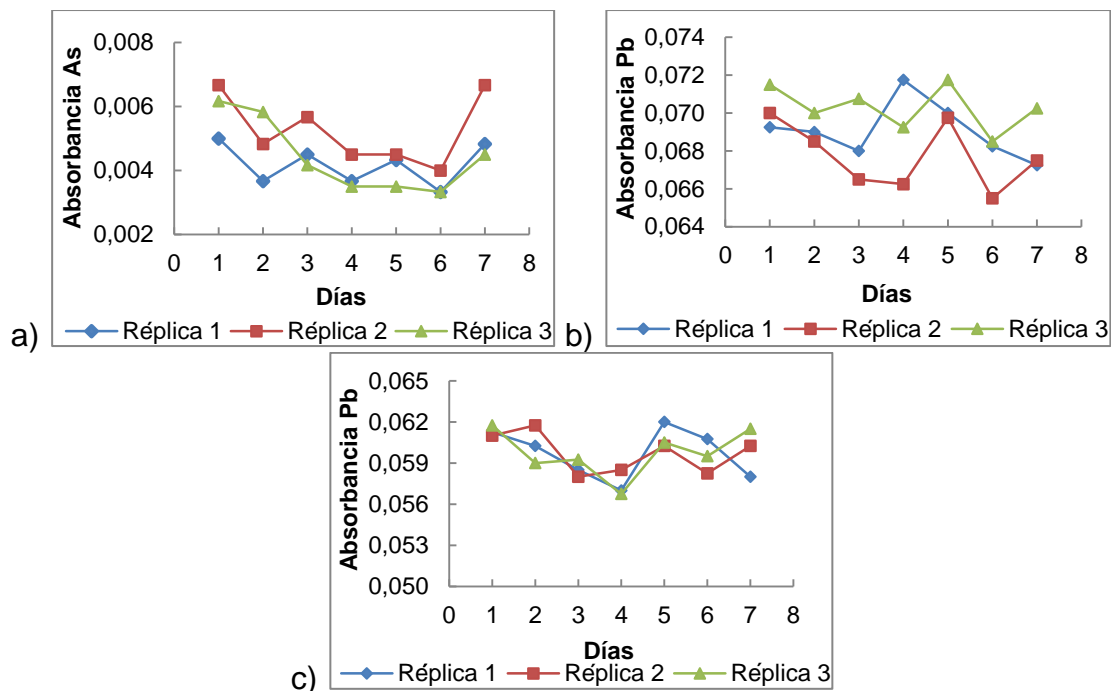 0,008
0,006
0,004
0,002
Absorbancia As
0 1 2 3 4 5 6 7 8
Días
Réplica 1 Réplica 2 Réplica 3
a)
0,074
0,072
0,070
0,068
0,066
0,064
Absorbancia Pb
0 1 2 3 4 5 6 7 8
Días
Réplica 1 Réplica 2 Réplica 3
b)
0,065
0,062
0,059
0,056
0,053
0,050
Absorbancia Pb
0 1 2 3 4 5 6 7 8
Días
Réplica 1 Réplica 2 Réplica 3
c)